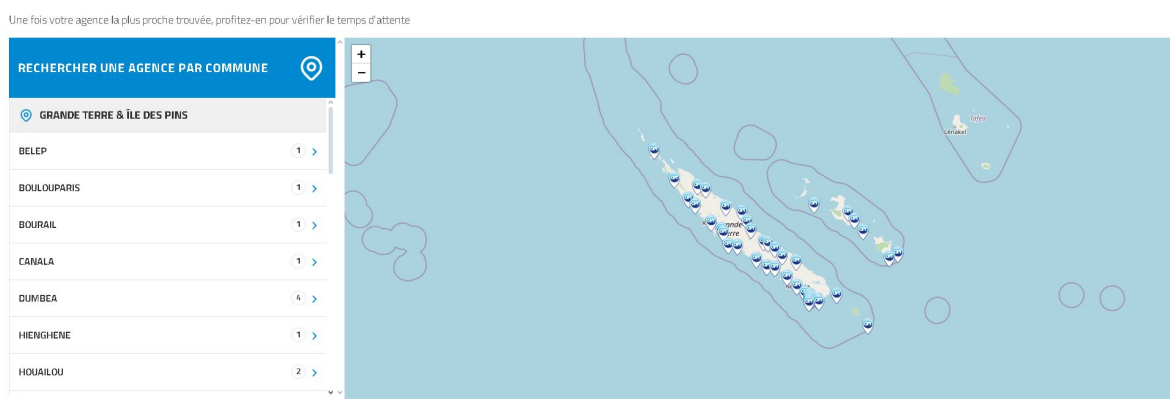 Une fois votre agence la plus proche trouvée, profitez-en pour vérifier le temps d'attente
RECHERCHER UNE AGENCE PAR COMMUNE
GRANDE TERRE & ÎLE DES PINS
BELEP 1
BOULOUPARIS 1
BOURAIL 1
CANALA 1
DUMBEA 4
HIENGHENE 1
HOUAILOU 2
+
−
Tafea
Lenakel